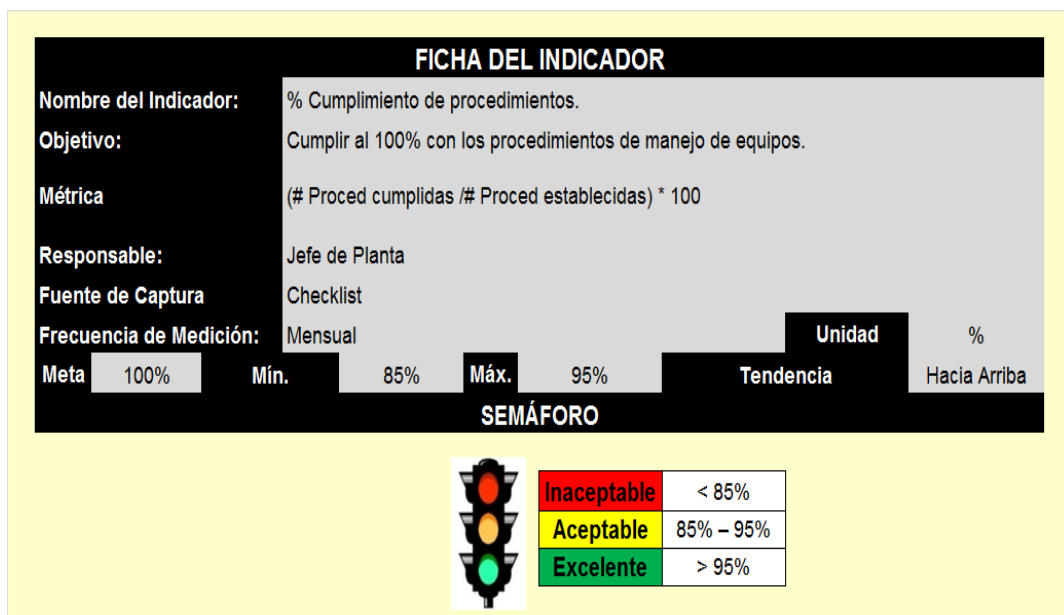 FICHA DEL INDICADOR
Nombre del Indicador: % Cumplimiento de procedimientos.
Objetivo: Cumplir al 100% con los procedimientos de manejo de equipos.
Métrica (# Proced cumplidas /# Proced establecidas) * 100
Responsable: Jefe de Planta
Fuente de Captura Checklist
Frecuencia de Medición: Mensual Unidad %
Meta 100% Mín. 85% Máx. 95% Tendencia Hacia Arriba
SEMÁFORO
Inaceptable < 85%
Aceptable 85% – 95%
Excelente > 95%